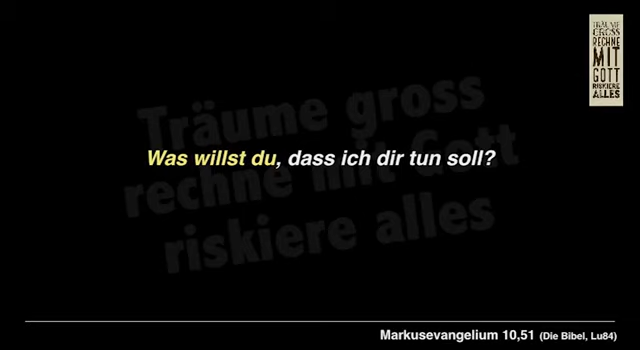 TRÄUME
GROSS
RECHNE
MIT
GOTT
RISKIERE
ALLES
Träume gross
Was willst du, dass ich dir tun soll?
rechne mit Gott
riskiere alles
Markusevangelium 10,51 (Die Bibel, Lu84)